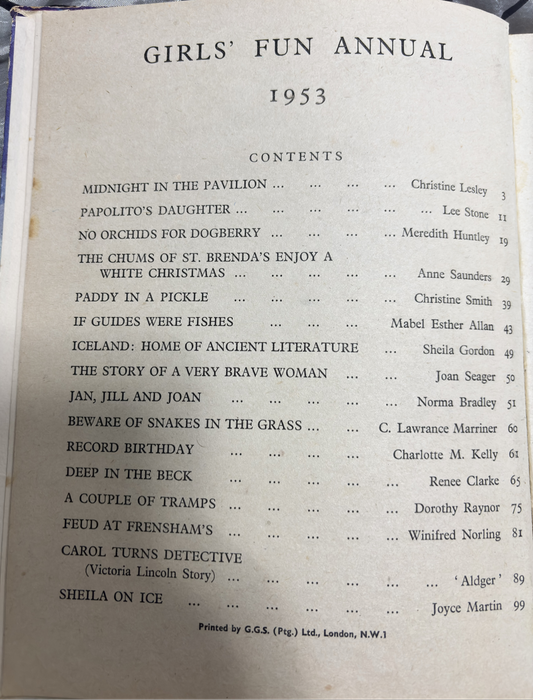 GIRLS' FUN ANNUAL
1953
CONTENTS
MIDNIGHT IN THE PAVILION ... ... ... ... Christine Lesley 3
PAPOLITO'S DAUGHTER ... ... ... ... ... Lee Stone 11
NO ORCHIDS FOR DOGBERRY ... ... ... ... Meredith Huntley 19
THE CHUMS OF ST. BRENDA'S ENJOY A
WHITE CHRISTMAS ... ... ... ... ... Anne Saunders 29
PADDY IN A PICKLE ... ... ... ... Christine Smith 39
IF GUIDES WERE FISHES ... ... ... Mabel Esther Allan 43
ICELAND: HOME OF ANCIENT LITERATURE ... Sheila Gordon 49
THE STORY OF A VERY BRAVE WOMAN ... ... Joan Seager 50
JAN, JILL AND JOAN ... ... ... ... ... Norma Bradley 51
BEWARE OF SNAKES IN THE GRASS ... ... C. Lawrance Marriner 60
RECORD BIRTHDAY ... ... ... ... Charlotte M. Kelly 61
DEEP IN THE BECK ... ... ... ... ... Renee Clarke 65
A COUPLE OF TRAMPS ... ... ... ... ... Dorothy Raynor 75
FEUD AT FRENSHAM'S ... ... ... ... ... Winifred Norling 81
CAROL TURNS DETECTIVE
(Victoria Lincoln Story) ... ... ... ... ... ... 'Aldger' 89
SHEILA ON ICE ... ... ... ... ... ... Joyce Martin 99
Printed by G.G.S. (Ptg.) Ltd., London, N.W.1